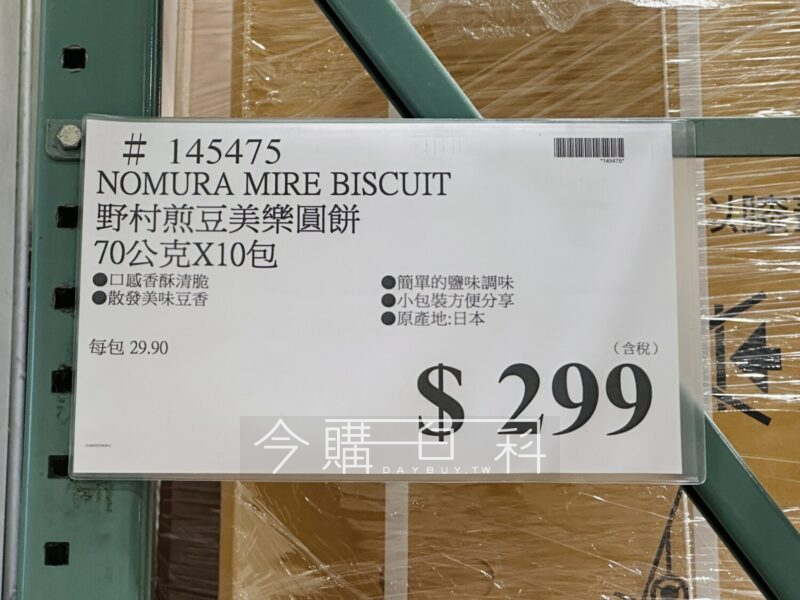 # 145475
*145475*
NOMURA MIRE BISCUIT
野村煎豆美樂圓餅
70公克X10包
●口感香酥清脆
●散發美味豆香
●簡單的鹽味調味
●小包裝方便分享
●原產地:日本
每包 29.90
（含稅）
$ 299
今購百科
DAYBUY.TW